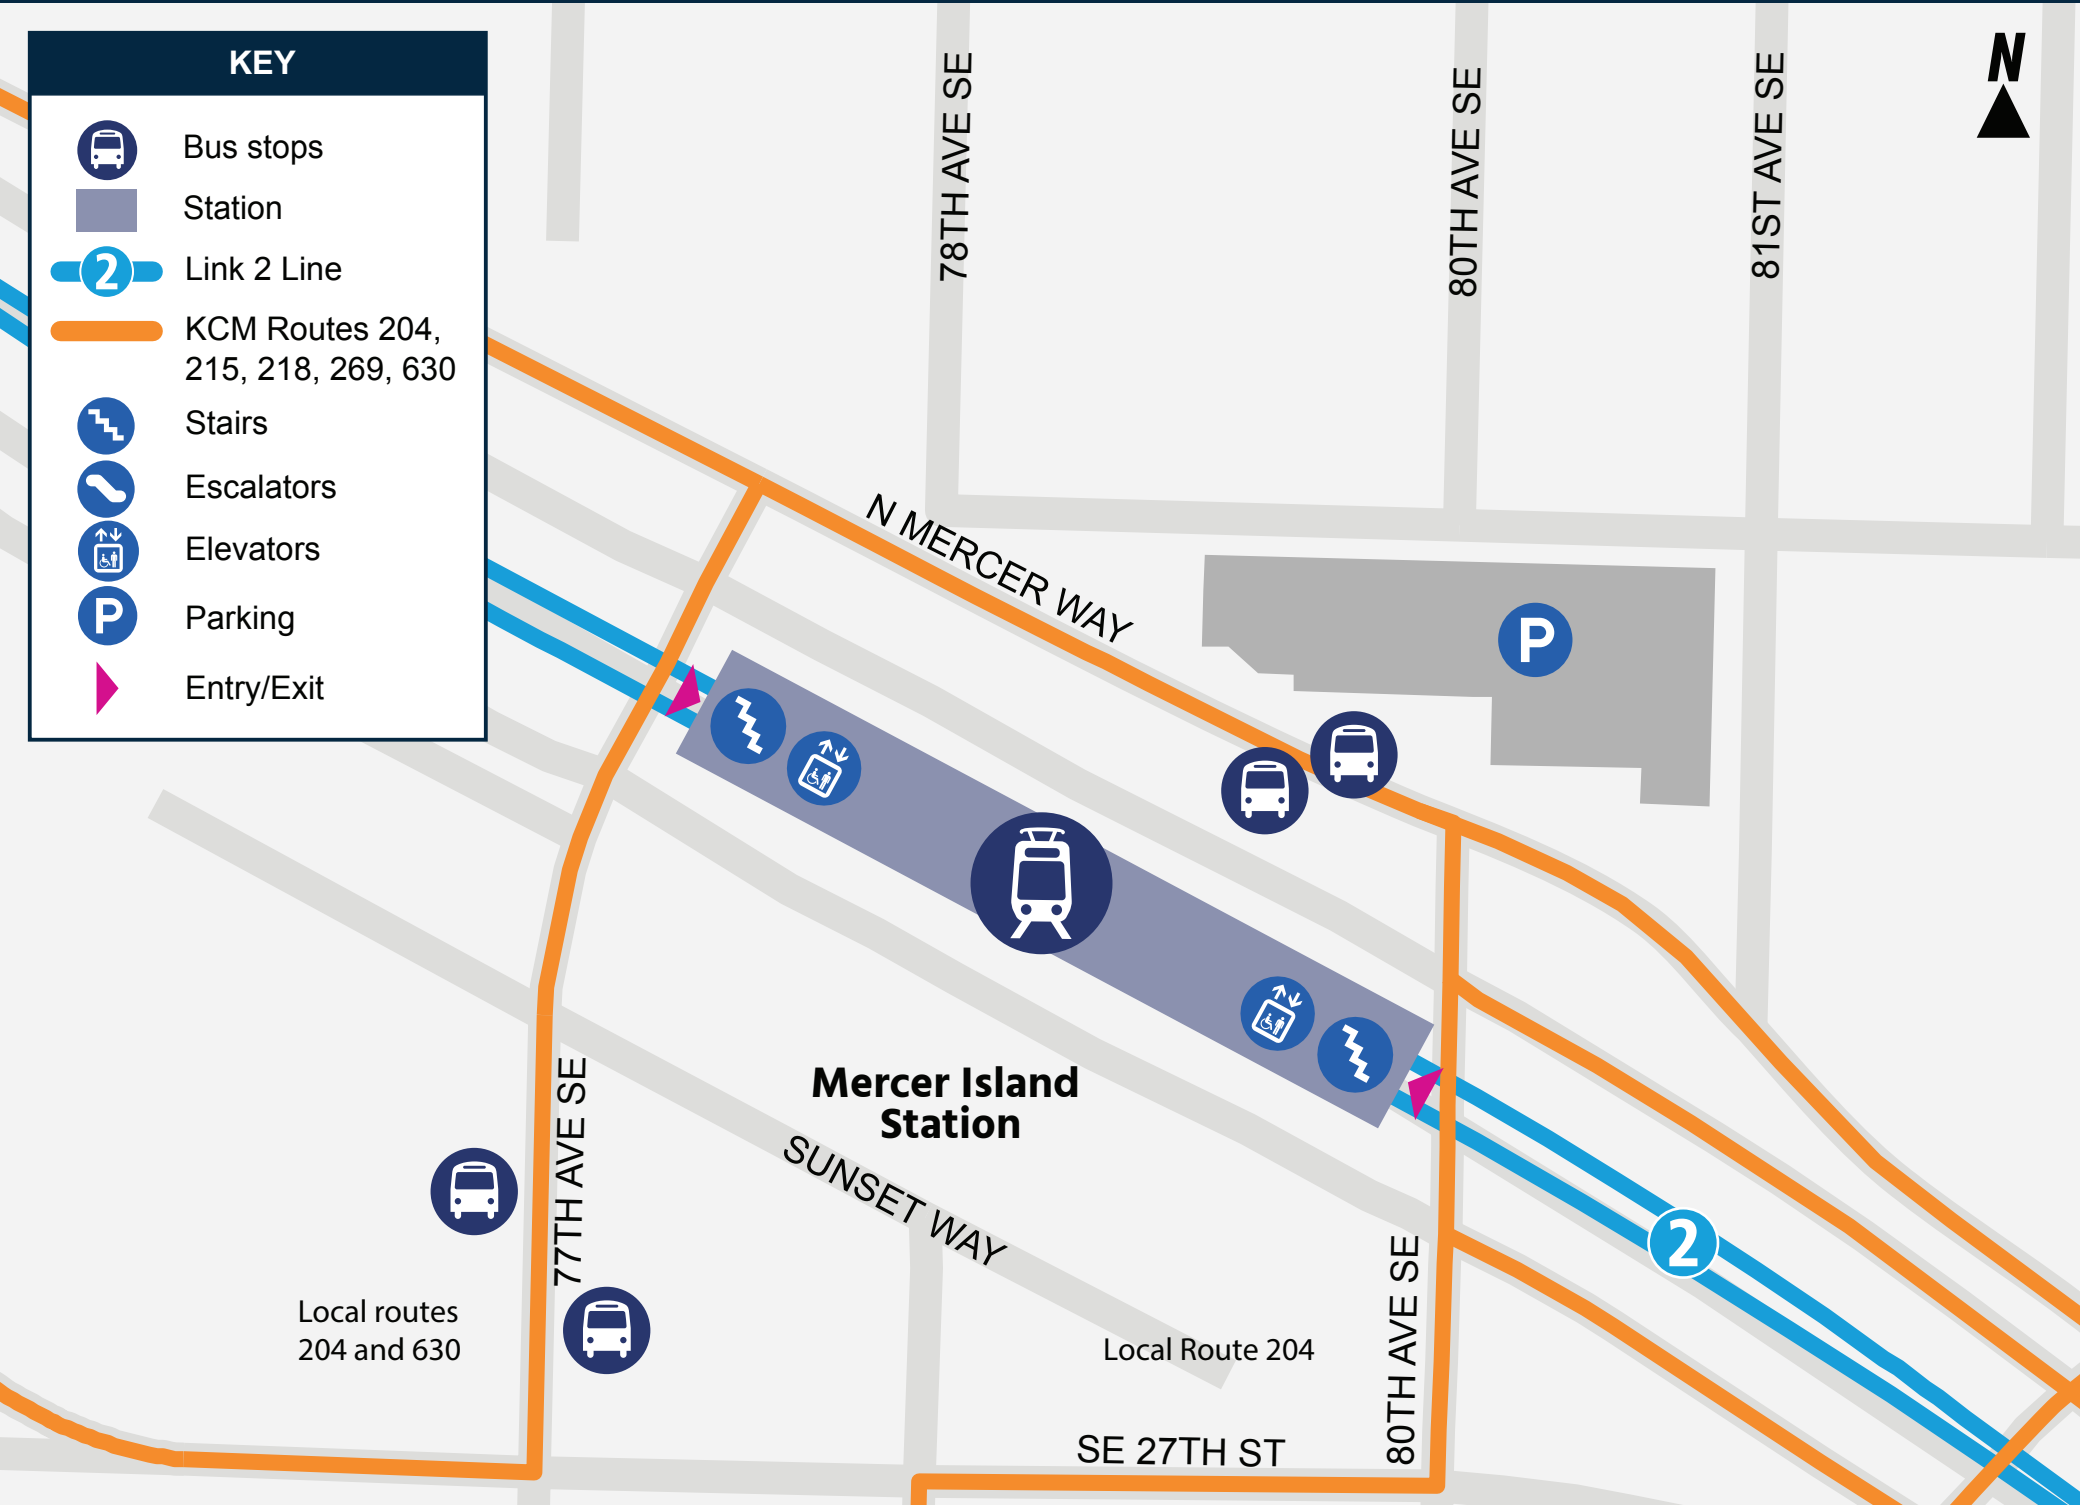 KEY
Bus stops
Station
2
Link 2 Line
KCM Routes 204,
215, 218, 269, 630
Stairs
Escalators
Elevators
P
Parking
Entry/Exit
78TH AVE SE
80TH AVE SE
81ST AVE SE
N
N MERCER WAY
P
Mercer Island
Station
SUNSET WAY
77TH AVE SE
2
Local routes
204 and 630
Local Route 204
80TH AVE SE
SE 27TH ST